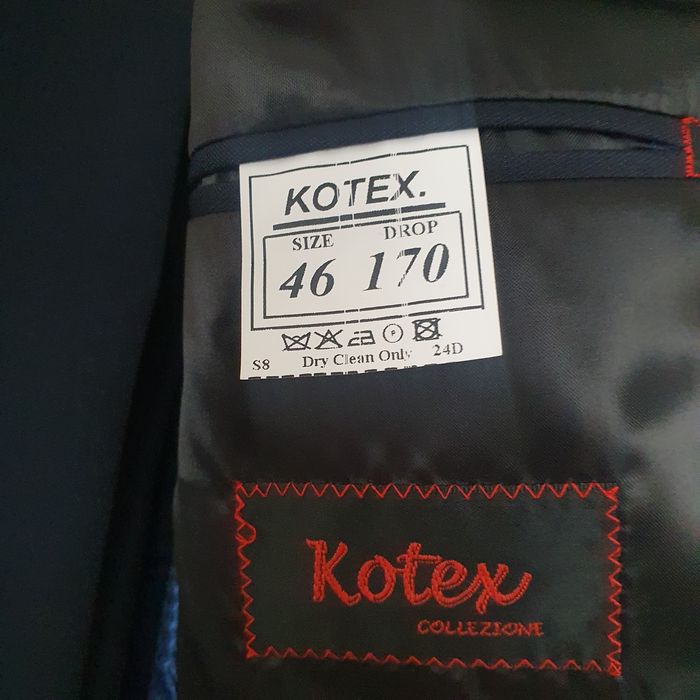 KOTEX.
SIZE DROP
46 170
S8 Dry Clean Only 24D
Kotex
COLLEZIONE